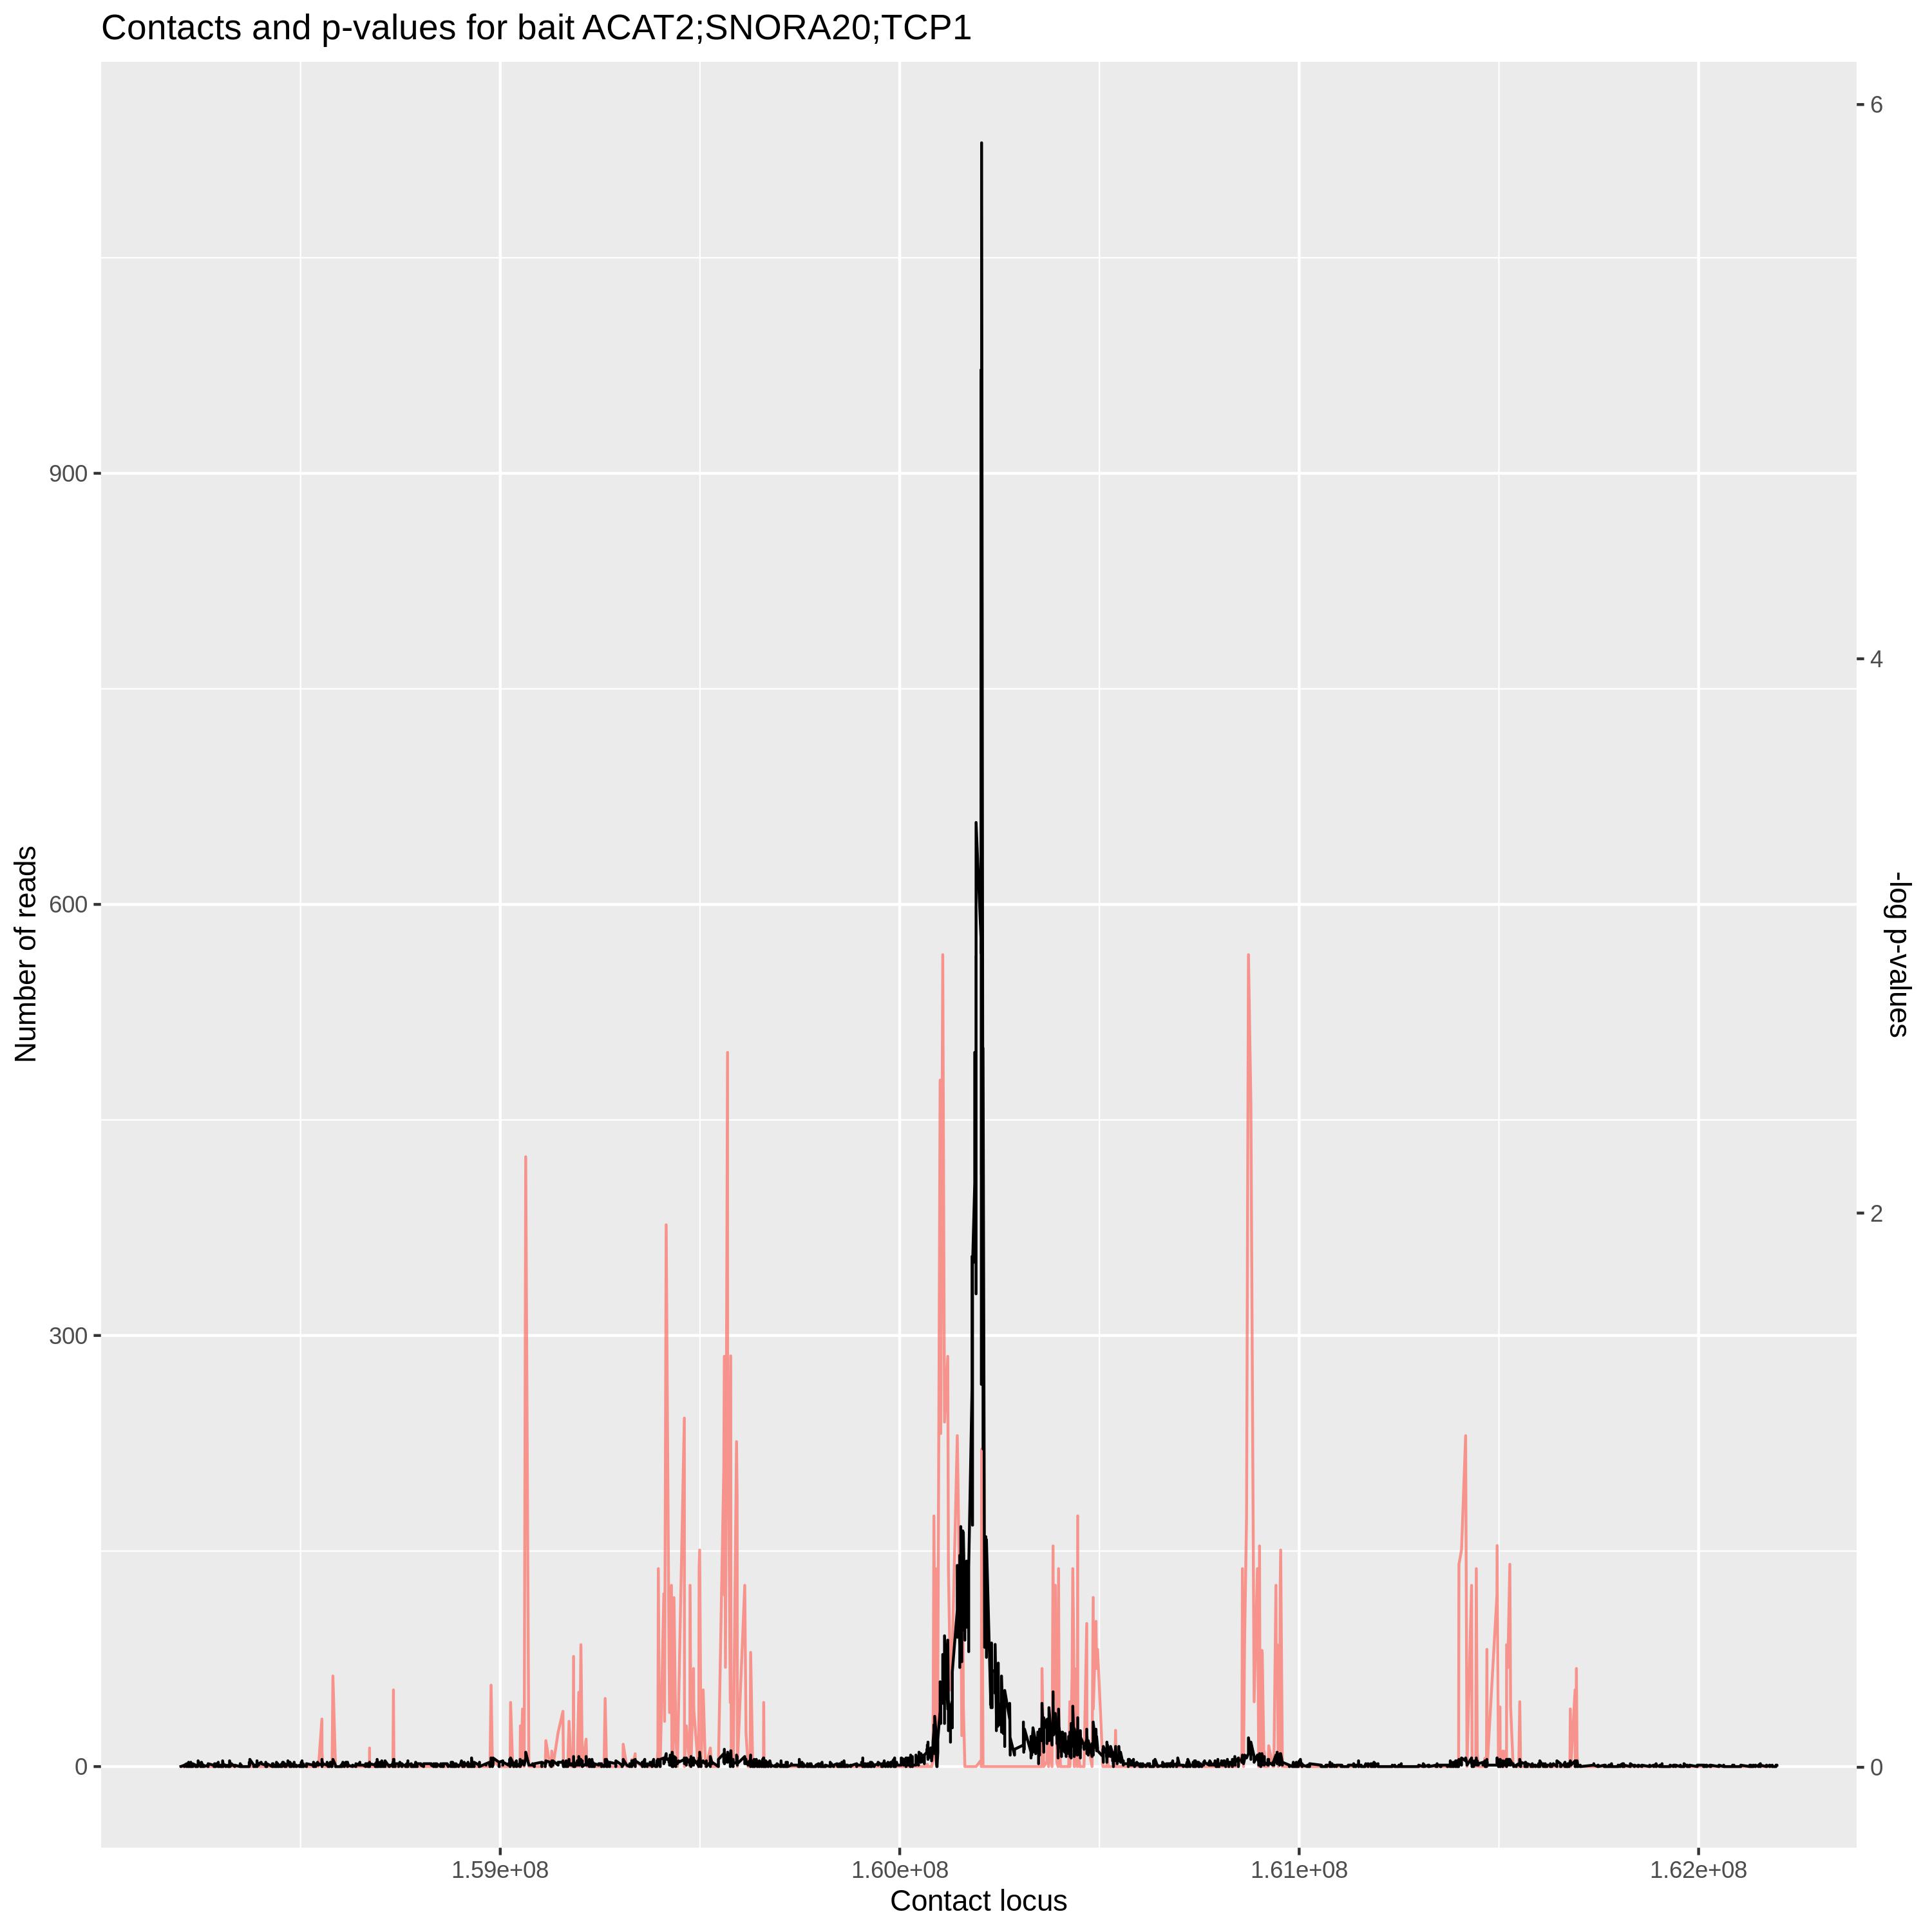 Contacts and p-values for bait ACAT2;SNORA20;TCP1
6
900
4
Number of reads
600
-log p-values
2
300
0
0
1.59e+08
1.60e+08
1.61e+08
1.62e+08
Contact locus